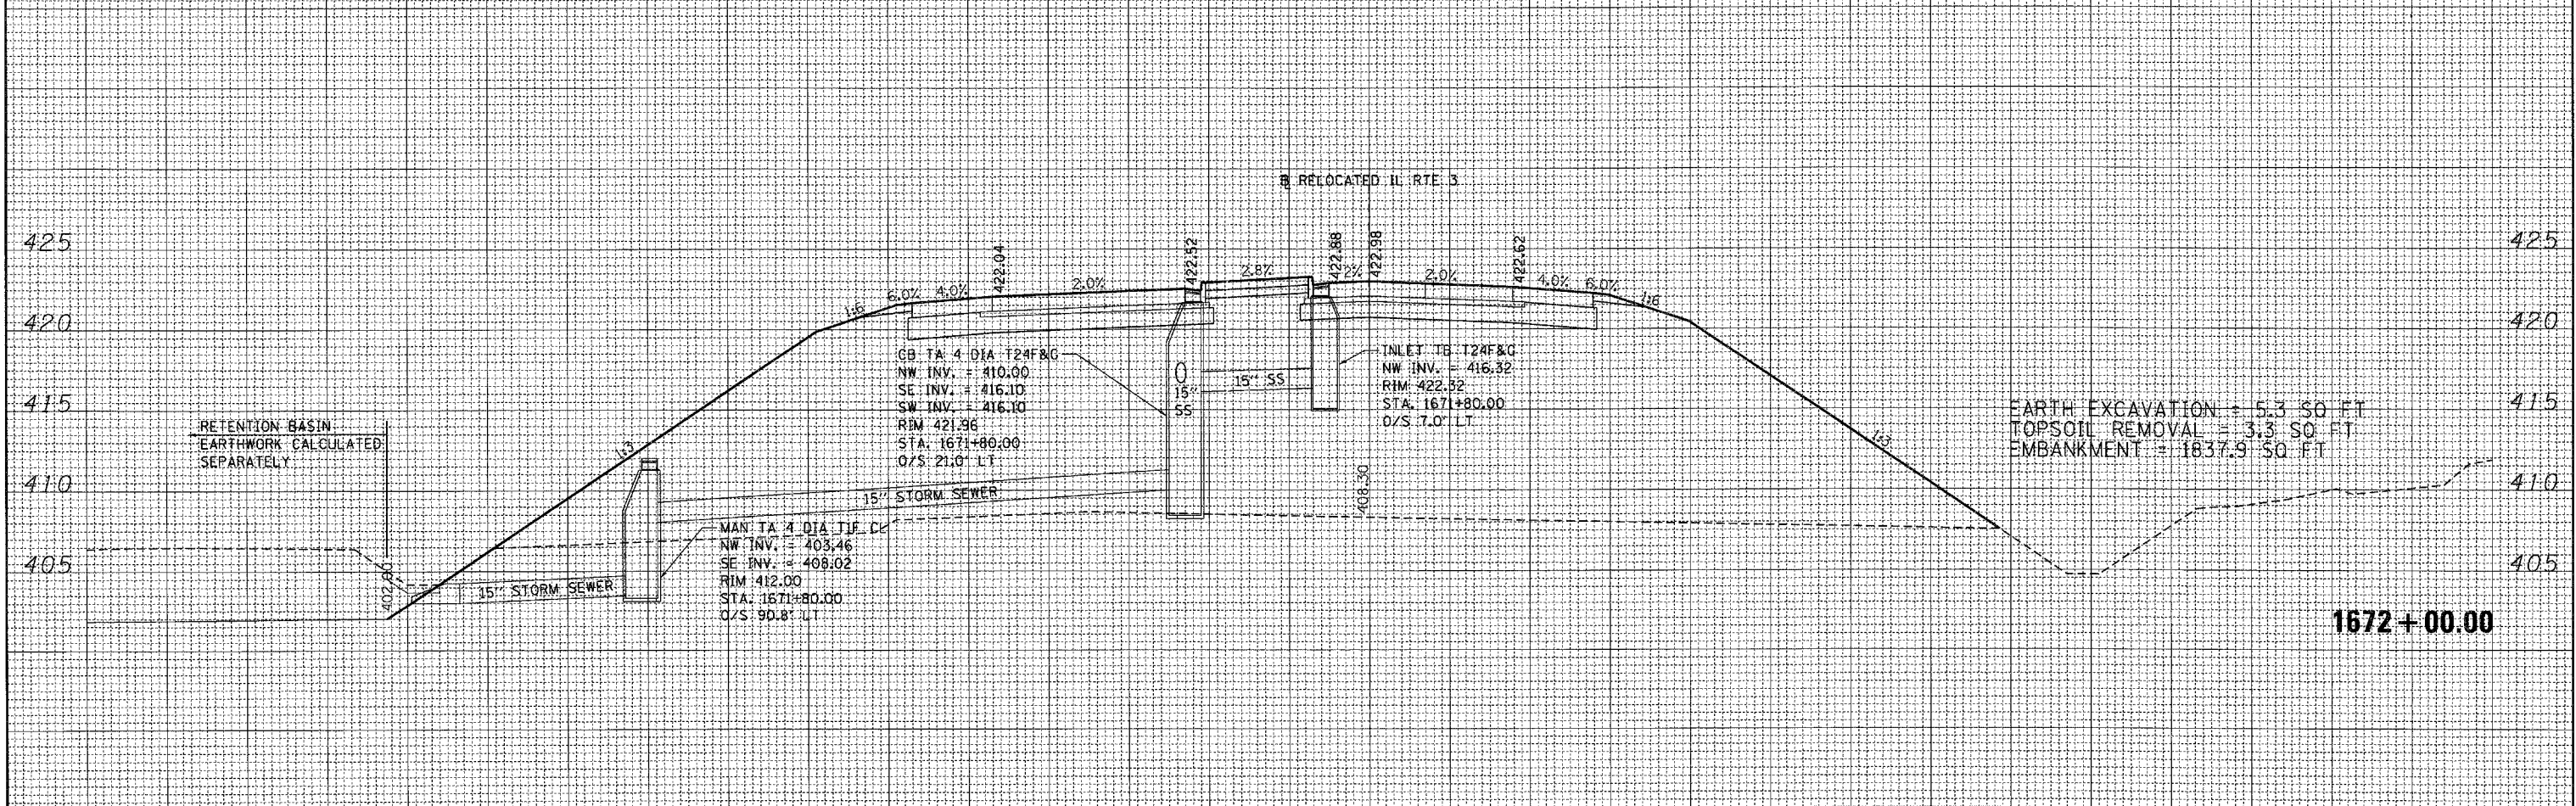 ℄ RELOCATED IL RTE 3
425
422.04
422.52
422.88
422.98
422.62
425
6.0%
4.0%
2.0%
2.8%
2%
2.0%
4.0%
6.0%
1:6
1:6
420
420
CB TA 4 DIA T24F&G
NW INV. = 410.00
SE INV. = 416.10
SW INV. = 416.10
RIM 421.96
STA. 1671+80.00
O/S 21.0' LT
15"
SS
15" SS
INLET TB T24F&G
NW INV. = 416.32
RIM 422.32
STA. 1671+80.00
O/S 7.0' LT
415
415
RETENTION BASIN
EARTHWORK CALCULATED
SEPARATELY
1:3
1:3
EARTH EXCAVATION = 5.3 SQ FT
TOPSOIL REMOVAL = 3.3 SQ FT
EMBANKMENT = 1837.9 SQ FT
410
15" STORM SEWER
408.30
410
MAN TA 4 DIA T1F CL
NW INV. = 403.46
SE INV. = 408.02
RIM 412.00
STA. 1671+80.00
O/S 90.8' LT
405
402.90
15" STORM SEWER
405
1672+00.00